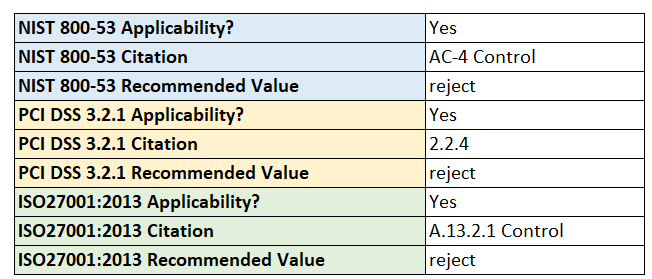 NIST 800-53 Applicability? Yes
NIST 800-53 Citation AC-4 Control
NIST 800-53 Recommended Value reject
PCI DSS 3.2.1 Applicability? Yes
PCI DSS 3.2.1 Citation 2.2.4
PCI DSS 3.2.1 Recommended Value reject
ISO27001:2013 Applicability? Yes
ISO27001:2013 Citation A.13.2.1 Control
ISO27001:2013 Recommended Value reject